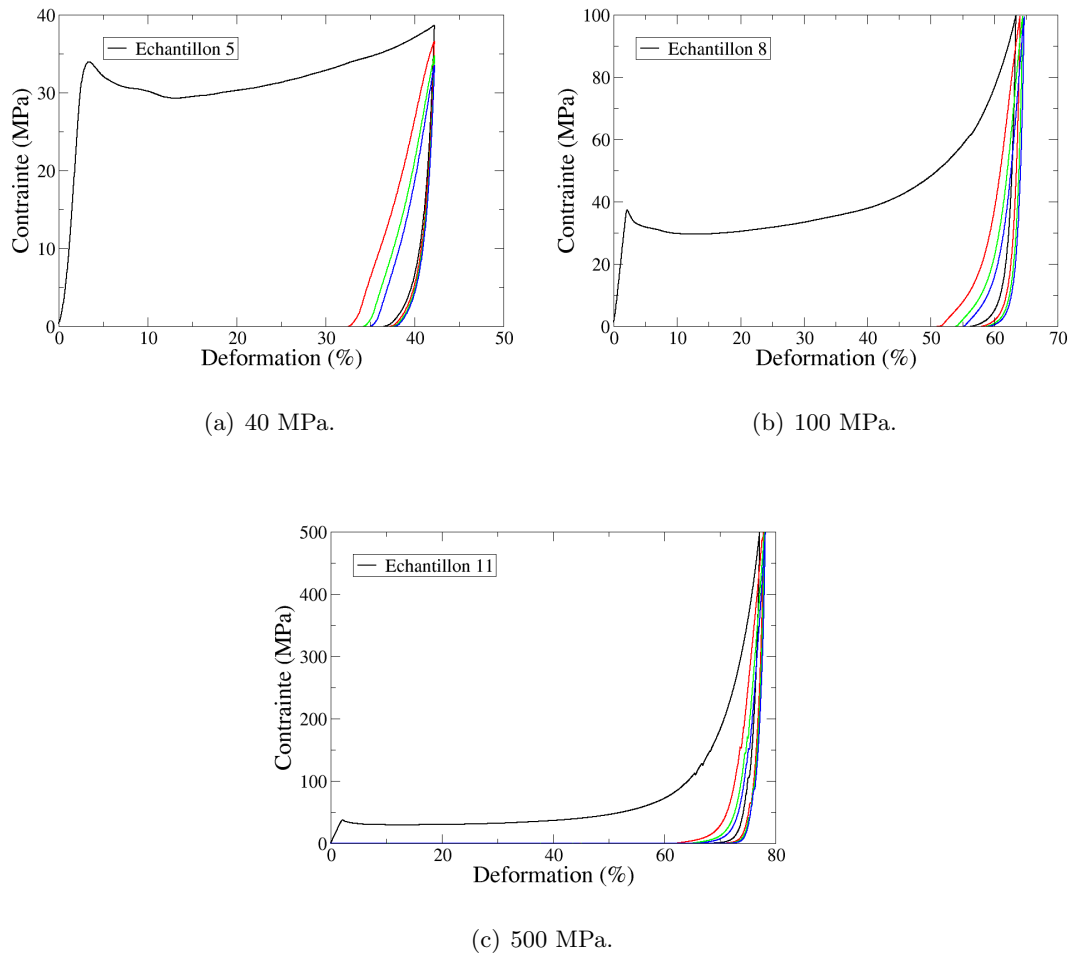 40
30
20
10
0
Contrainte (MPa)
Echantillon 5
0 10 20 30 40 50
Deformation (%)
(a) 40 MPa.
100
80
60
40
20
0
Contrainte (MPa)
Echantillon 8
0 10 20 30 40 50 60 70
Deformation (%)
(b) 100 MPa.
500
400
300
200
100
0
Contrainte (MPa)
Echantillon 11
0 20 40 60 80
Deformation (%)
(c) 500 MPa.